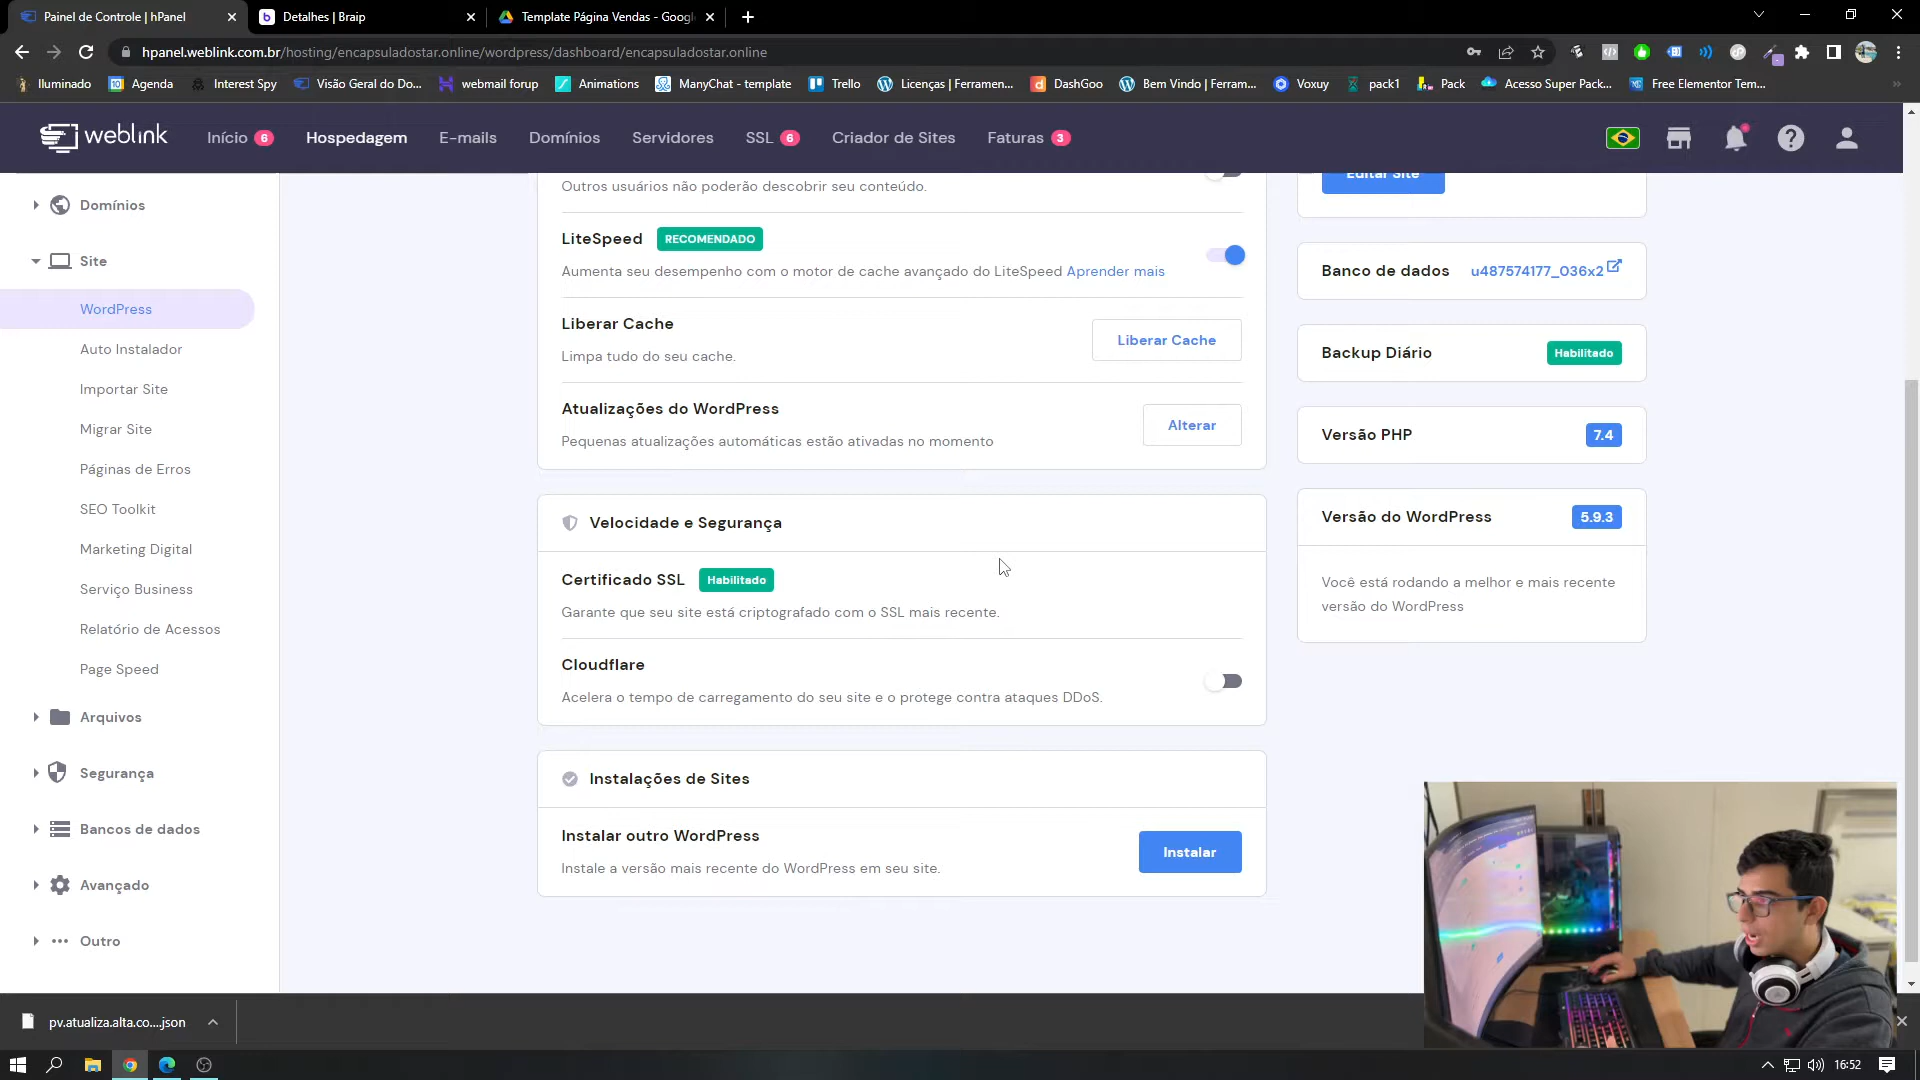 Painel de Controle | hPanel
Detalhes | Braip
Template Página Vendas - Googl
hpanel.weblink.com.br/hosting/encapsuladostar.online/wordpress/dashboard/encapsuladostar.online
Iluminado
Agenda
Interest Spy
Visão Geral do Do...
webmail forup
Animations
ManyChat - template
Trello
Licenças | Ferramen...
DashGoo
Bem Vindo | Ferram...
Voxuy
pack1
Pack
Acesso Super Pack...
Free Elementor Tem...
weblink
Início 6
Hospedagem
E-mails
Domínios
Servidores
SSL 6
Criador de Sites
Faturas 3
Domínios
Site
WordPress
Auto Instalador
Importar Site
Migrar Site
Páginas de Erros
SEO Toolkit
Marketing Digital
Serviço Business
Relatório de Acessos
Page Speed
Arquivos
Segurança
Bancos de dados
Avançado
Outro
Outros usuários não poderão descobrir seu conteúdo.
LiteSpeed RECOMENDADO
Aumenta seu desempenho com o motor de cache avançado do LiteSpeed Aprender mais
Liberar Cache
Limpa tudo do seu cache.
Liberar Cache
Atualizações do WordPress
Pequenas atualizações automáticas estão ativadas no momento
Alterar
Velocidade e Segurança
Certificado SSL Habilitado
Garante que seu site está criptografado com o SSL mais recente.
Cloudflare
Acelera o tempo de carregamento do seu site e o protege contra ataques DDoS.
Instalações de Sites
Instalar outro WordPress
Instale a versão mais recente do WordPress em seu site.
Instalar
Editar Site
Banco de dados u487574177_036x2
Backup Diário Habilitado
Versão PHP 7.4
Versão do WordPress 5.9.3
Você está rodando a melhor e mais recente
versão do WordPress
pv.atualiza.alta.co....json
16:52